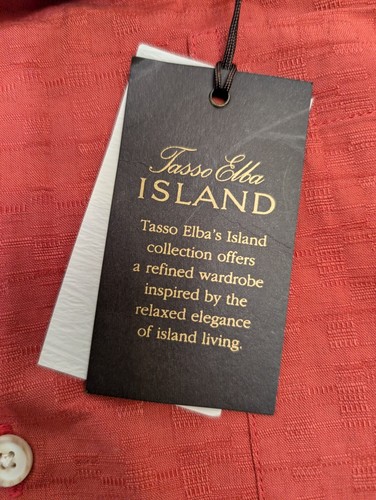 Tasso Elba
ISLAND
Tasso Elba's Island
collection offers
a refined wardrobe
inspired by the
relaxed elegance
of island living.